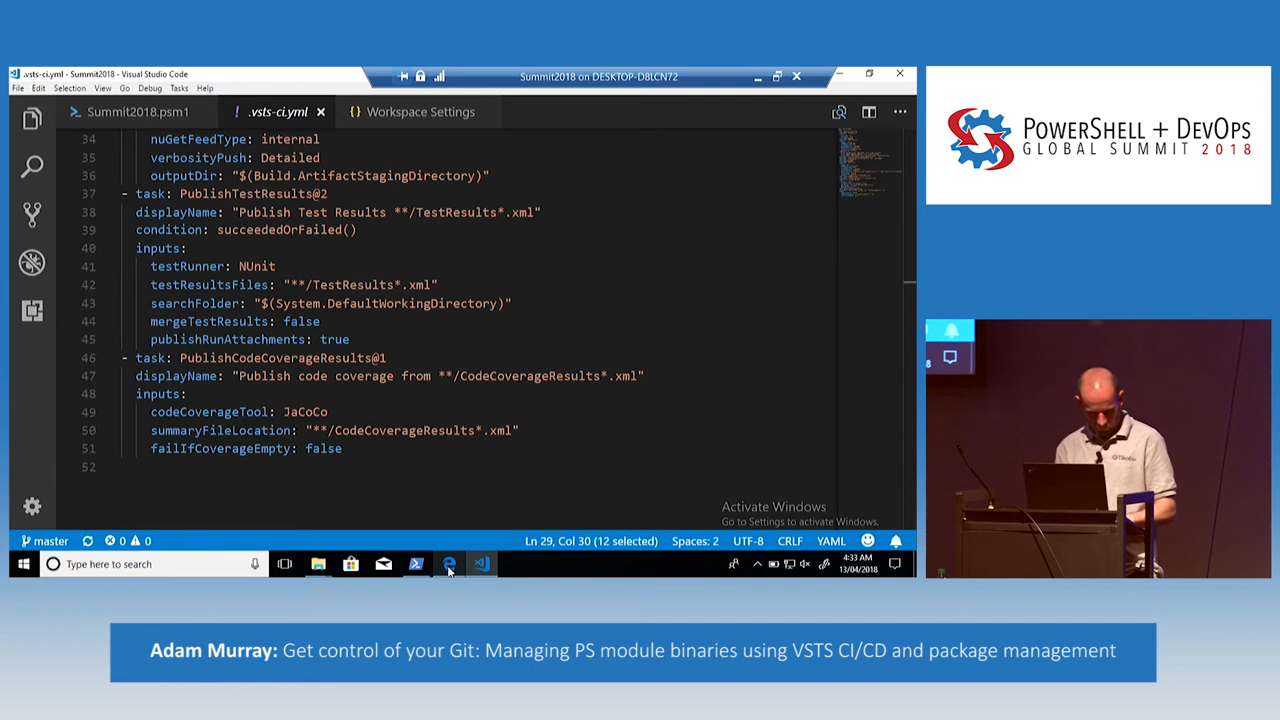 .vsts-ci.yml - Summit2018 - Visual Studio Code
Summit2018 on DESKTOP-D8LCN72
File Edit Selection View Go Debug Tasks Help
Summit2018.psm1
! .vsts-ci.yml
{} Workspace Settings
34 nuGetFeedType: internal
35 verbosityPush: Detailed
36 outputDir: "$(Build.ArtifactStagingDirectory)"
37 - task: PublishTestResults@2
38 displayName: "Publish Test Results **/TestResults*.xml"
39 condition: succeededOrFailed()
40 inputs:
41 testRunner: NUnit
42 testResultsFiles: "**/TestResults*.xml"
43 searchFolder: "$(System.DefaultWorkingDirectory)"
44 mergeTestResults: false
45 publishRunAttachments: true
46 - task: PublishCodeCoverageResults@1
47 displayName: "Publish code coverage from **/CodeCoverageResults*.xml"
48 inputs:
49 codeCoverageTool: JaCoCo
50 summaryFileLocation: "**/CodeCoverageResults*.xml"
51 failIfCoverageEmpty: false
52
Activate Windows
Go to Settings to activate Windows.
master 0 0 Ln 29, Col 30 (12 selected) Spaces: 2 UTF-8 CRLF YAML
Type here to search
4:33 AM
13/04/2018
POWERSHELL + DEVOPS
GLOBAL SUMMIT 2018
Adam Murray: Get control of your Git: Managing PS module binaries using VSTS CI/CD and package management